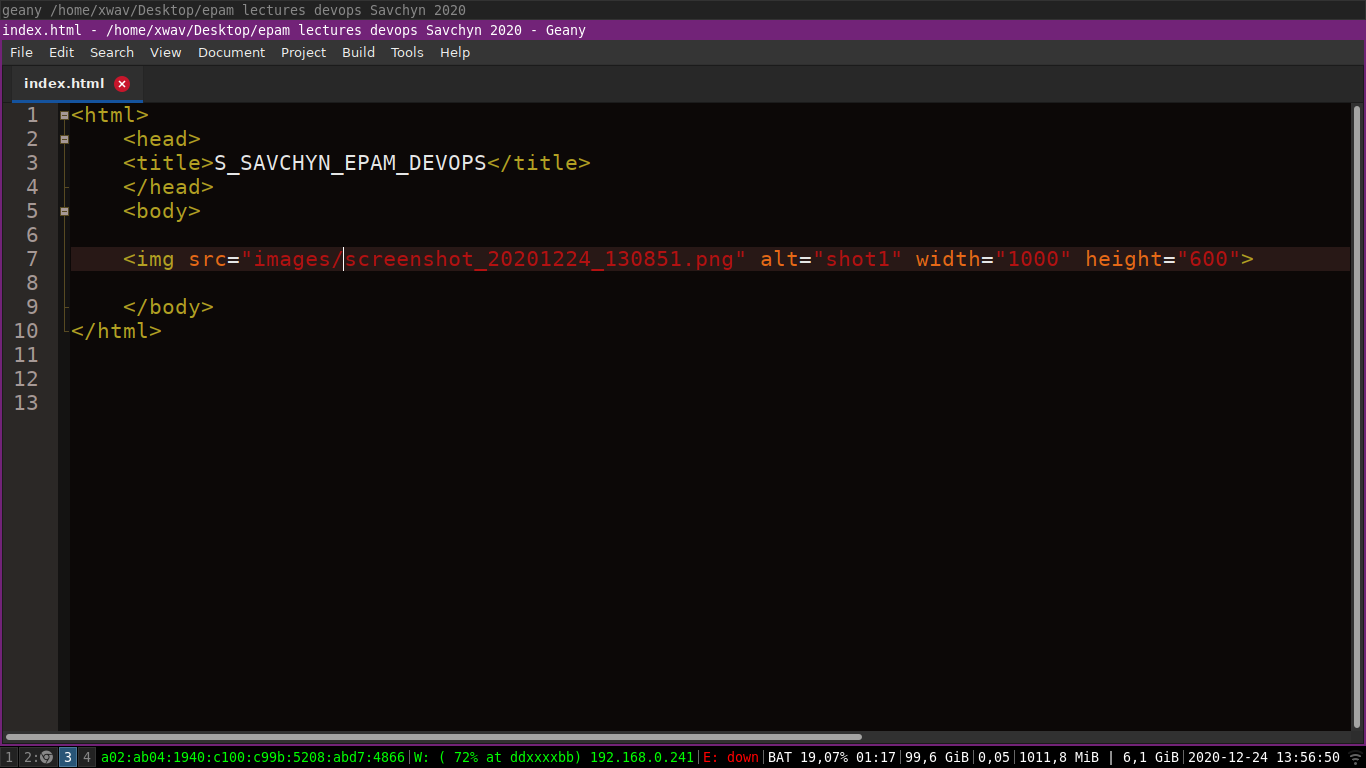 geany /home/xwav/Desktop/epam lectures devops Savchyn 2020
index.html - /home/xwav/Desktop/epam lectures devops Savchyn 2020 - Geany
File Edit Search View Document Project Build Tools Help
index.html
1 <html>
2 <head>
3 <title>S_SAVCHYN_EPAM_DEVOPS</title>
4 </head>
5 <body>
6
7 <img src="images/screenshot_20201224_130851.png" alt="shot1" width="1000" height="600">
8
9 </body>
10 </html>
11
12
13
1 2: 3 4 a02:ab04:1940:c100:c99b:5208:abd7:4866|W: ( 72% at ddxxxxbb) 192.168.0.241|E: down|BAT 19,07% 01:17|99,6 GiB|0,05|1011,8 MiB | 6,1 GiB|2020-12-24 13:56:50